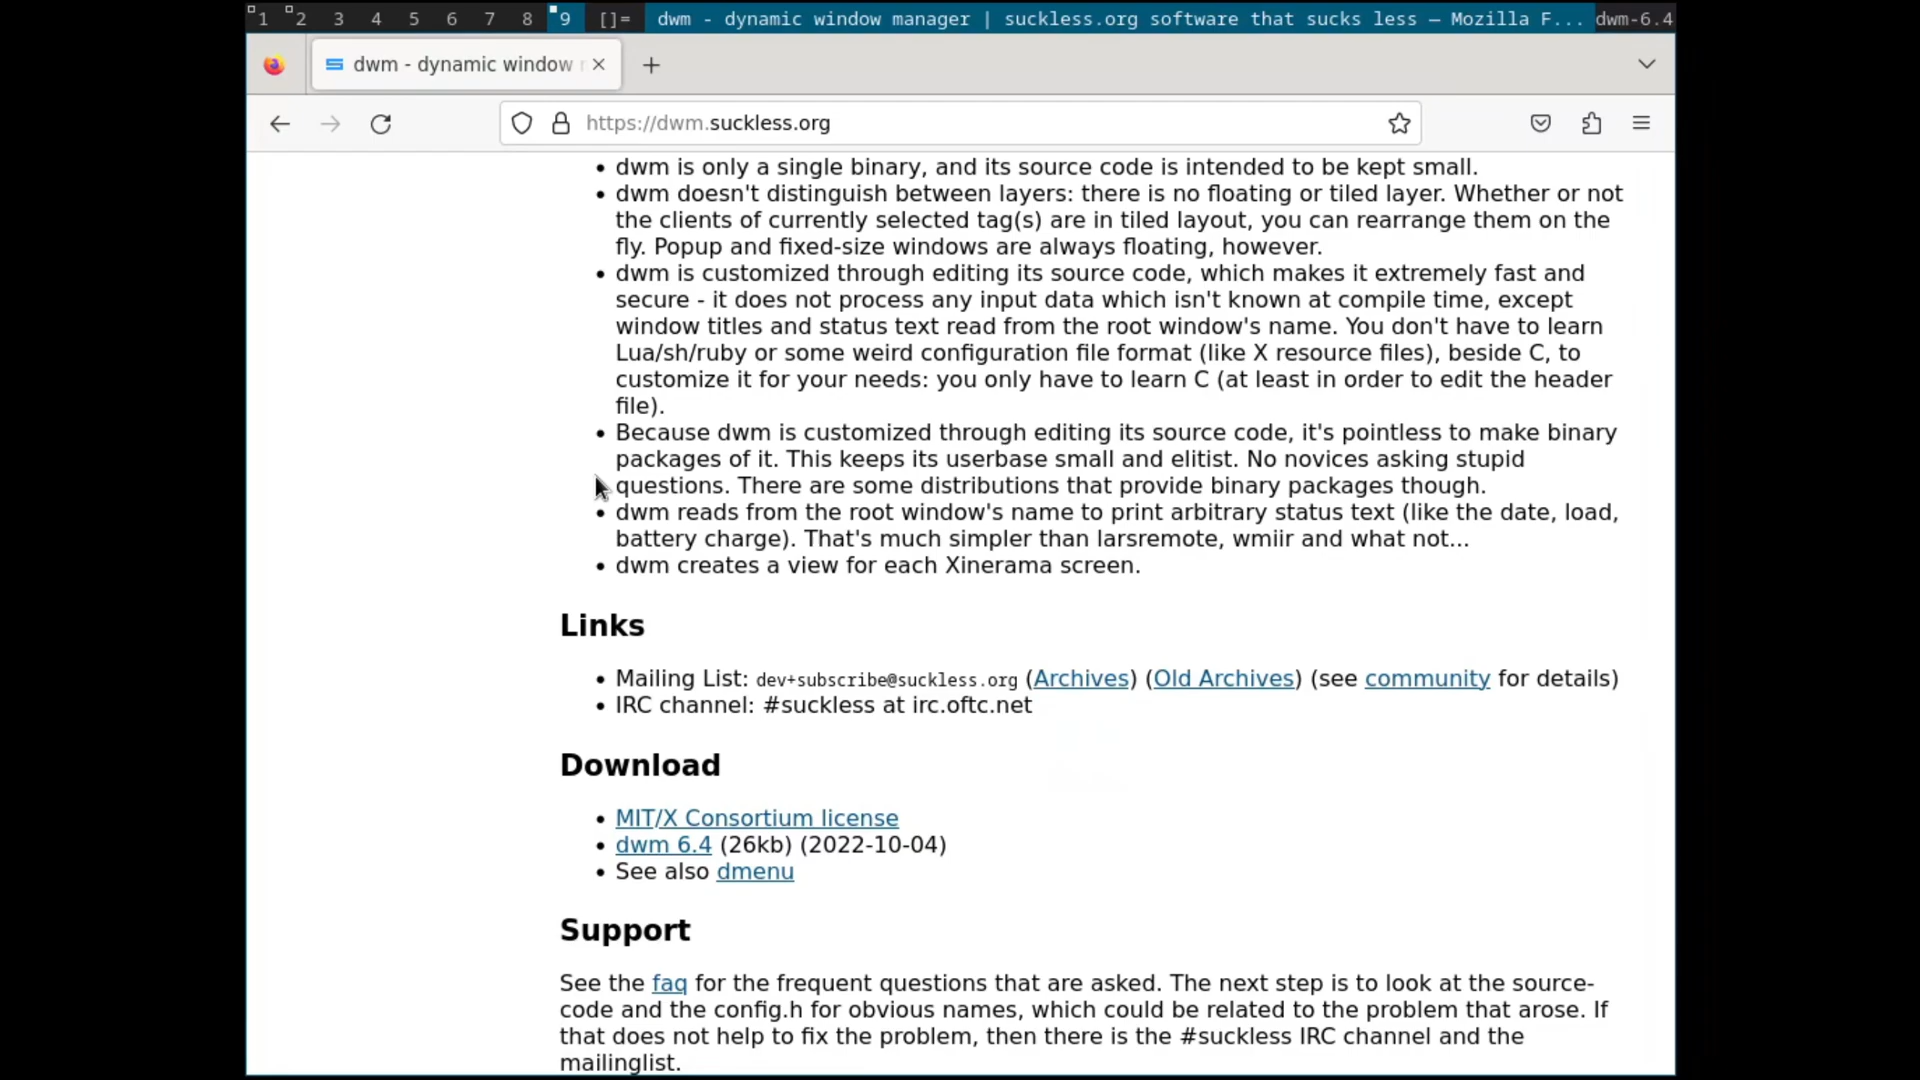 1 2 3 4 5 6 7 8 9 []= dwm - dynamic window manager | suckless.org software that sucks less — Mozilla F... dwm-6.4
dwm - dynamic window
https://dwm.suckless.org
• dwm is only a single binary, and its source code is intended to be kept small.
• dwm doesn't distinguish between layers: there is no floating or tiled layer. Whether or not
the clients of currently selected tag(s) are in tiled layout, you can rearrange them on the
fly. Popup and fixed-size windows are always floating, however.
• dwm is customized through editing its source code, which makes it extremely fast and
secure - it does not process any input data which isn't known at compile time, except
window titles and status text read from the root window's name. You don't have to learn
Lua/sh/ruby or some weird configuration file format (like X resource files), beside C, to
customize it for your needs: you only have to learn C (at least in order to edit the header
file).
• Because dwm is customized through editing its source code, it's pointless to make binary
packages of it. This keeps its userbase small and elitist. No novices asking stupid
questions. There are some distributions that provide binary packages though.
• dwm reads from the root window's name to print arbitrary status text (like the date, load,
battery charge). That's much simpler than larsremote, wmiir and what not...
• dwm creates a view for each Xinerama screen.
Links
• Mailing List: dev+subscribe@suckless.org (Archives) (Old Archives) (see community for details)
• IRC channel: #suckless at irc.oftc.net
Download
• MIT/X Consortium license
• dwm 6.4 (26kb) (2022-10-04)
• See also dmenu
Support
See the faq for the frequent questions that are asked. The next step is to look at the source-
code and the config.h for obvious names, which could be related to the problem that arose. If
that does not help to fix the problem, then there is the #suckless IRC channel and the
mailinglist.